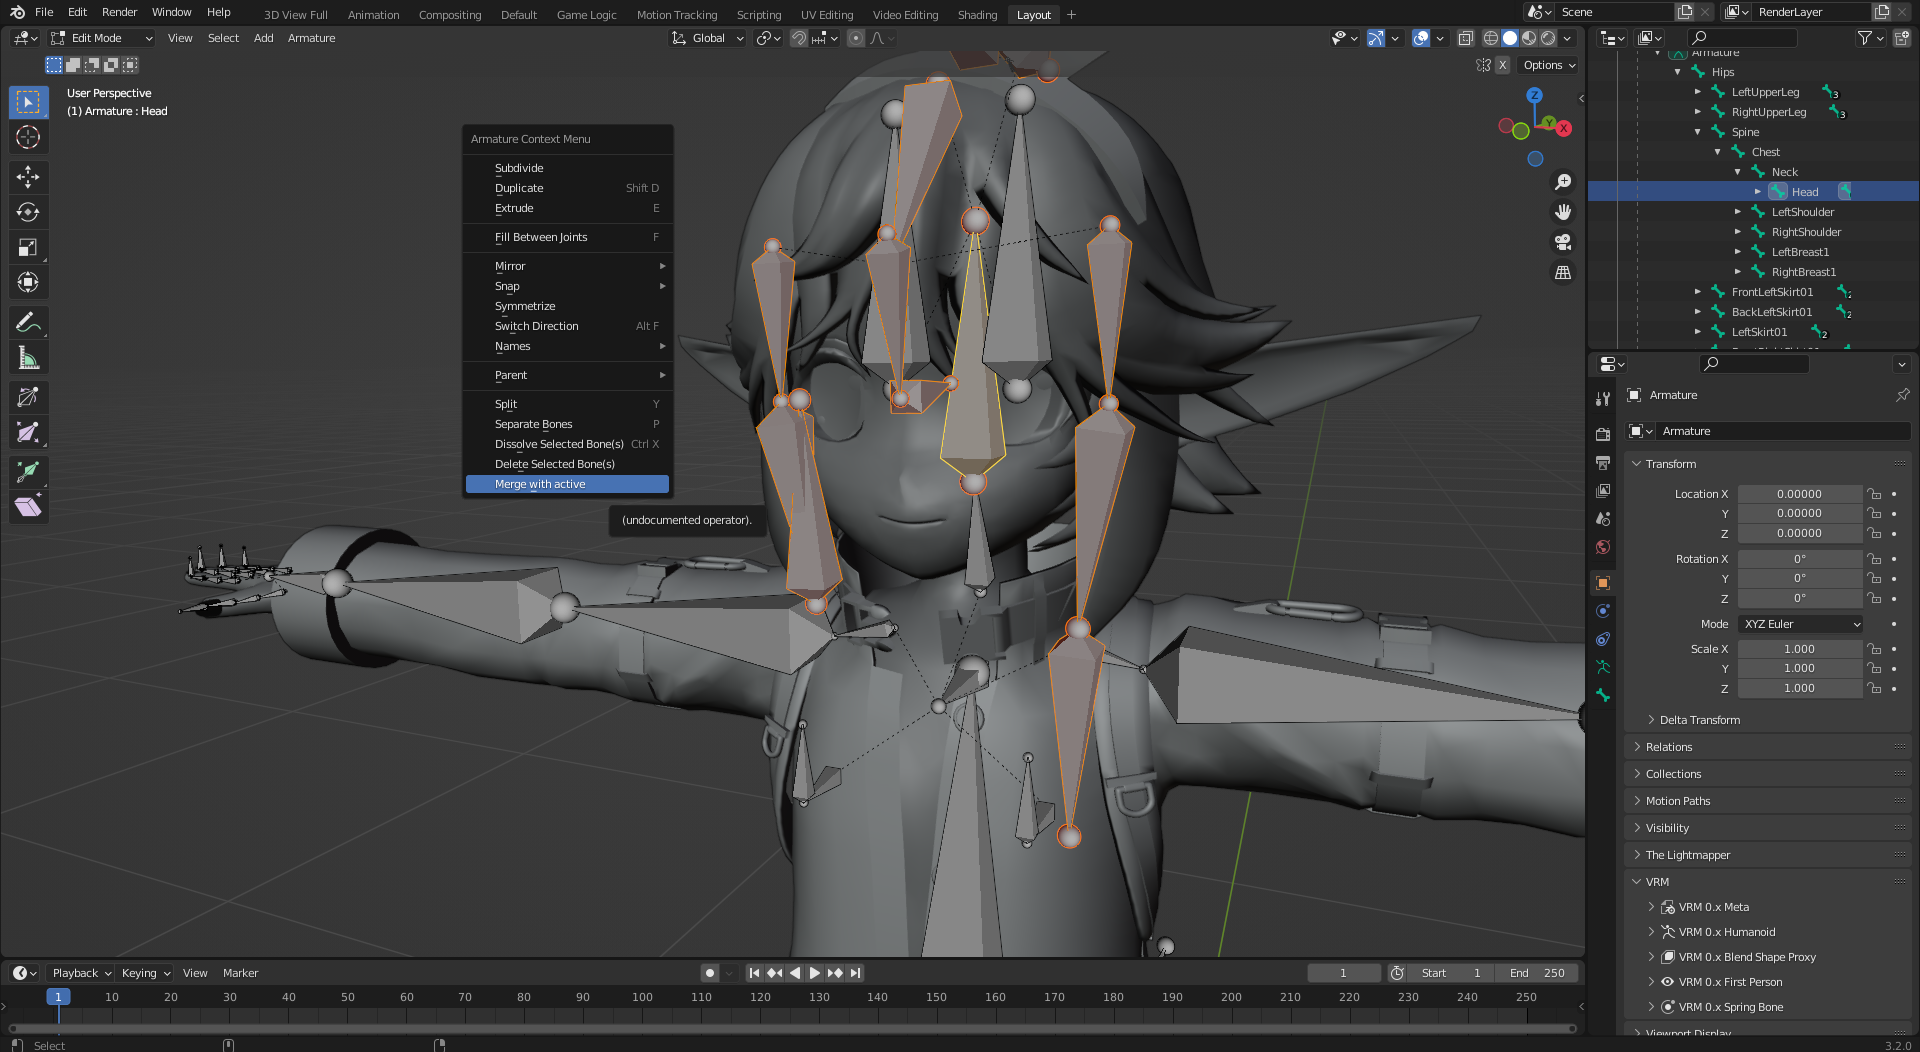 File Edit Render Window Help 3D View Full Animation Compositing Default Game Logic Motion Tracking Scripting UV Editing Video Editing Shading Layout Scene RenderLayer
Edit Mode View Select Add Armature Global
X Options
User Perspective
(1) Armature : Head
Armature Context Menu
Subdivide
Duplicate Shift D
Extrude E
Fill Between Joints F
Mirror
Snap
Symmetrize
Switch Direction Alt F
Names
Parent
Split Y
Separate Bones P
Dissolve Selected Bone(s) Ctrl X
Delete Selected Bone(s)
Merge with active
(undocumented operator).
Z
Y
X
Armature
Hips
LeftUpperLeg 3
RightUpperLeg 3
Spine
Chest
Neck
Head
LeftShoulder
RightShoulder
LeftBreast1
RightBreast1
FrontLeftSkirt01 2
BackLeftSkirt01 2
LeftSkirt01 2
Armature
Armature
Transform
Location X 0.00000
Y 0.00000
Z 0.00000
Rotation X 0°
Y 0°
Z 0°
Mode XYZ Euler
Scale X 1.000
Y 1.000
Z 1.000
Delta Transform
Relations
Collections
Motion Paths
Visibility
The Lightmapper
VRM
VRM 0.x Meta
VRM 0.x Humanoid
VRM 0.x Blend Shape Proxy
VRM 0.x First Person
VRM 0.x Spring Bone
Viewport Display
Playback Keying View Marker 1 Start 1 End 250
1 10 20 30 40 50 60 70 80 90 100 110 120 130 140 150 160 170 180 190 200 210 220 230 240 250
Select 3.2.0